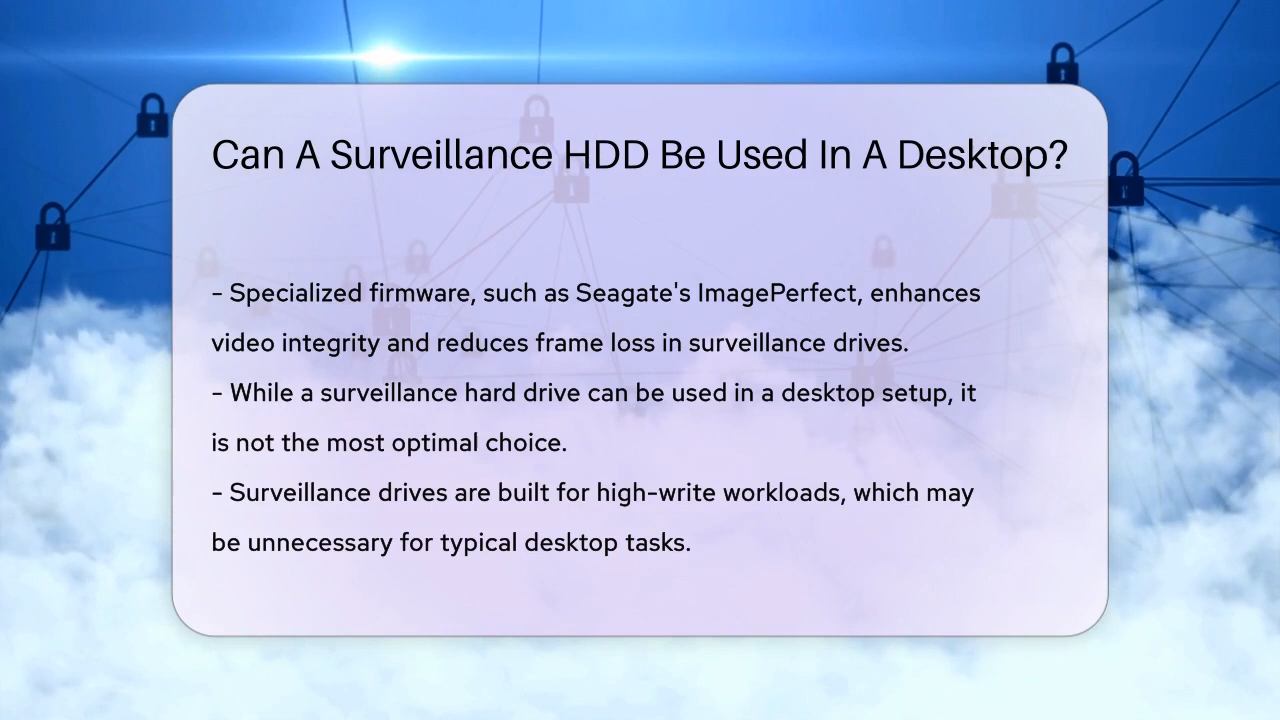 Can A Surveillance HDD Be Used In A Desktop?
- Specialized firmware, such as Seagate's ImagePerfect, enhances
video integrity and reduces frame loss in surveillance drives.
- While a surveillance hard drive can be used in a desktop setup, it
is not the most optimal choice.
- Surveillance drives are built for high-write workloads, which may
be unnecessary for typical desktop tasks.